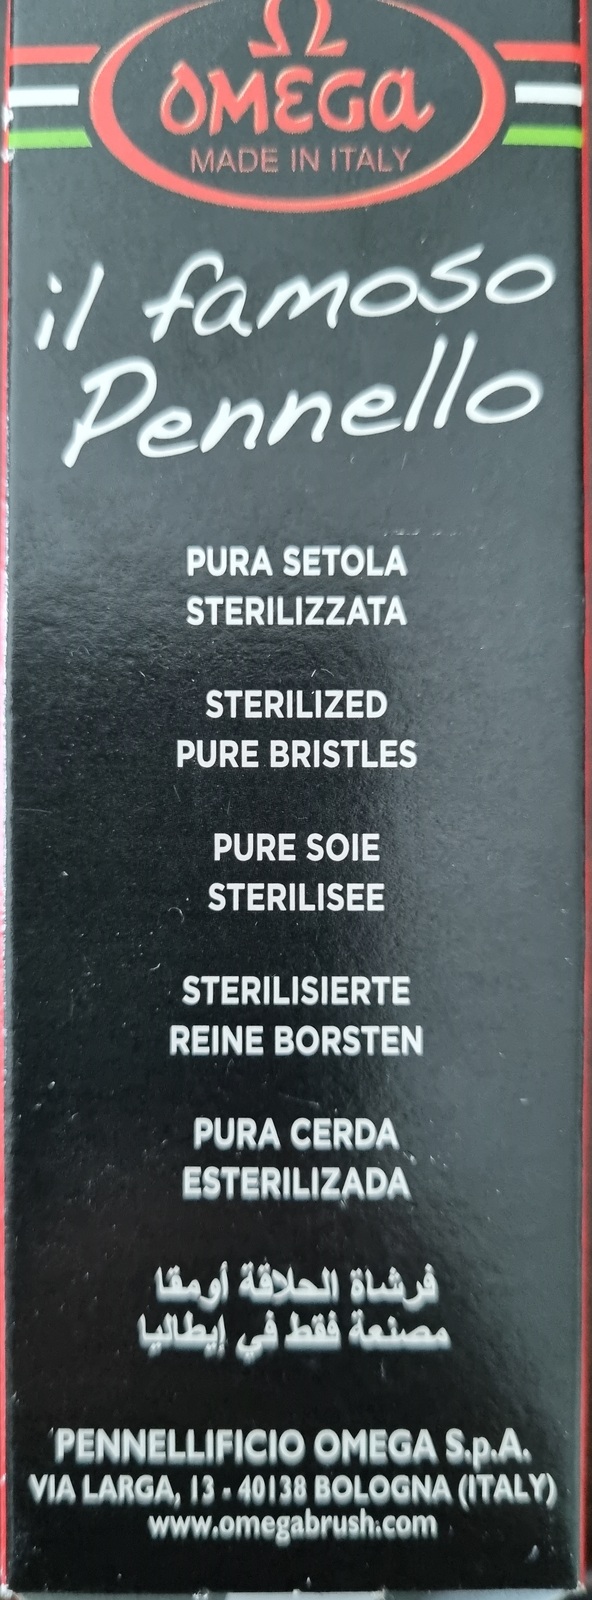 Ω
OMEGA
MADE IN ITALY
il famoso
Pennello
PURA SETOLA
STERILIZZATA
STERILIZED
PURE BRISTLES
PURE SOIE
STERILISEE
STERILISIERTE
REINE BORSTEN
PURA CERDA
ESTERILIZADA
فرشاة الحلاقة أومقا
مصنعة فقط في إيطاليا
PENNELLIFICIO OMEGA S.p.A.
VIA LARGA, 13 - 40138 BOLOGNA (ITALY)
www.omegabrush.com